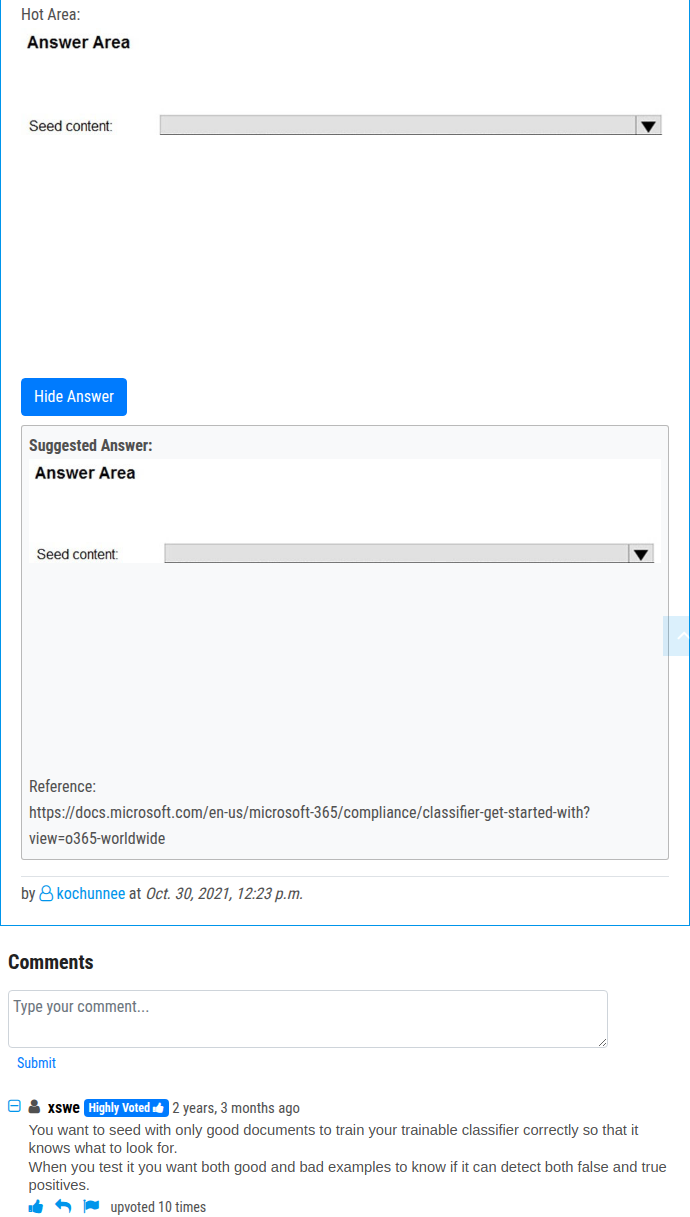 Hot Area:
Answer Area
Seed content:
Hide Answer
Suggested Answer:
Answer Area
Seed content:
Reference:
https://docs.microsoft.com/en-us/microsoft-365/compliance/classifier-get-started-with?
view=o365-worldwide
by kochunnee at Oct. 30, 2021, 12:23 p.m.
Comments
Type your comment...
Submit
xswe Highly Voted 2 years, 3 months ago
You want to seed with only good documents to train your trainable classifier correctly so that it
knows what to look for.
When you test it you want both good and bad examples to know if it can detect both false and true
positives.
upvoted 10 times